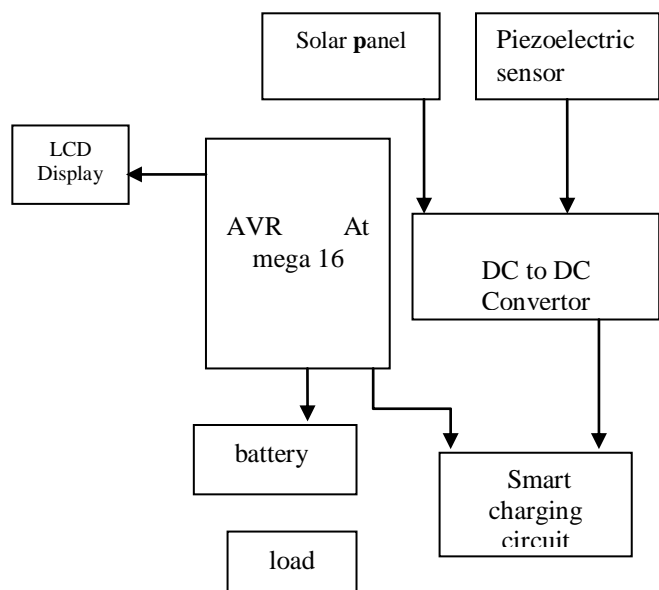 Solar panel
Piezoelectric
sensor
LCD
Display
AVR At
mega 16
DC to DC
Convertor
battery
Smart
charging
circuit
load